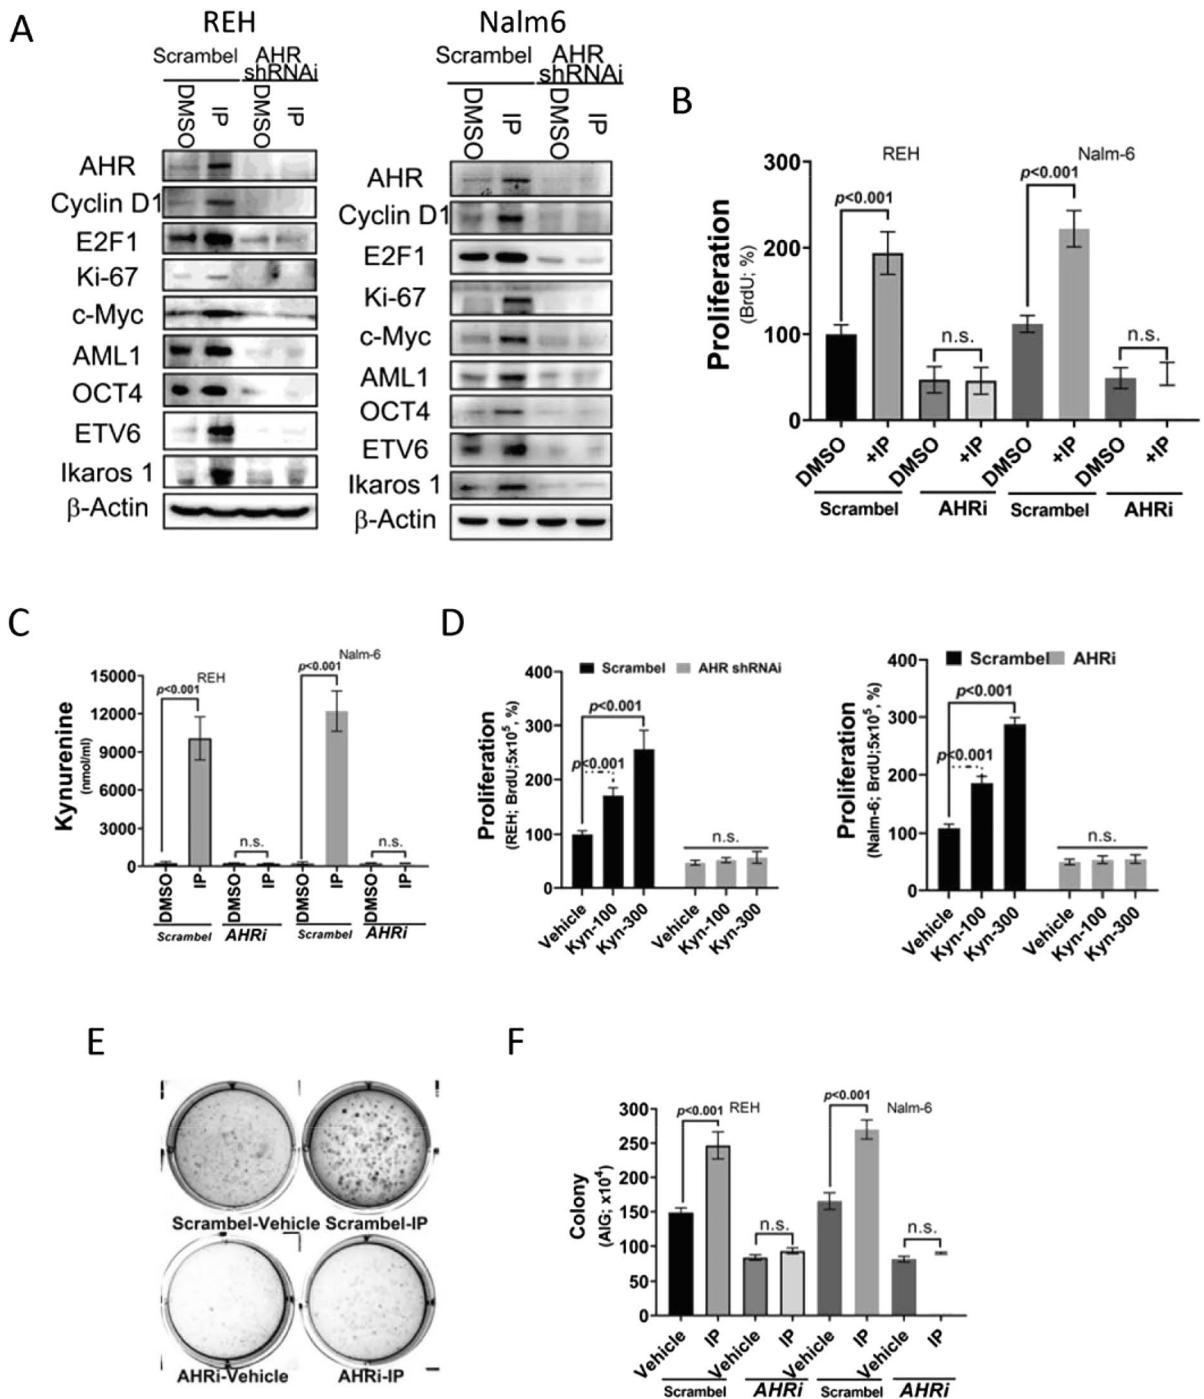 A
REH
Nalm6
Scrambel
AHR
shRNAi
DMSO
IP
DMSO
IP
AHR
Cyclin D1
E2F1
Ki-67
c-Myc
AML1
OCT4
ETV6
Ikaros 1
β-Actin
Scrambel
AHR
shRNAi
DMSO
IP
DMSO
IP
AHR
Cyclin D1
E2F1
Ki-67
c-Myc
AML1
OCT4
ETV6
Ikaros 1
β-Actin
B
REH
Nalm-6
Proliferation
(BrdU; %)
300
200
100
0
p<0.001
n.s.
p<0.001
n.s.
DMSO
+IP
DMSO
+IP
DMSO
+IP
DMSO
+IP
Scrambel
AHRi
Scrambel
AHRi
C
Kynurenine
(nmol/ml)
15000
12000
9000
6000
3000
0
REH
Nalm-6
p<0.001
n.s.
p<0.001
n.s.
DMSO
IP
DMSO
IP
DMSO
IP
DMSO
IP
Scrambel
AHRi
Scrambel
AHRi
D
Scrambel
AHR shRNAi
Proliferation
(REH; BrdU;5x10⁵, %)
400
300
200
100
0
p<0.001
p<0.001
n.s.
Vehicle
Kyn-100
Kyn-300
Vehicle
Kyn-100
Kyn-300
Scrambel
AHRi
Proliferation
(Nalm-6; BrdU;5x10⁵, %)
400
300
200
100
0
p<0.001
p<0.001
n.s.
Vehicle
Kyn-100
Kyn-300
Vehicle
Kyn-100
Kyn-300
E
Scrambel-Vehicle Scrambel-IP
AHRi-Vehicle
AHRi-IP
F
Colony
(AIG; x10⁴)
300
250
200
150
100
50
0
REH
Nalm-6
p<0.001
n.s.
p<0.001
n.s.
Vehicle
IP
Vehicle
IP
Vehicle
IP
Vehicle
IP
Scrambel
AHRi
Scrambel
AHRi